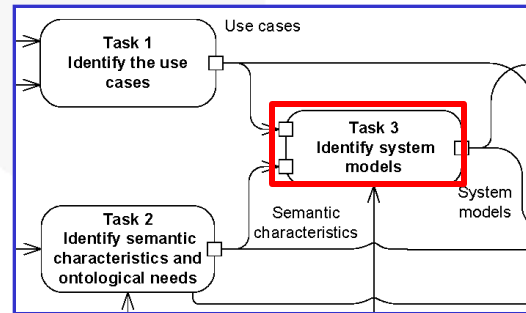 Use cases
Task 1
Identify the use
cases
Task 3
Identify system
models
System
models
Task 2
Identify semantic
characteristics and
ontological needs
Semantic
characteristics